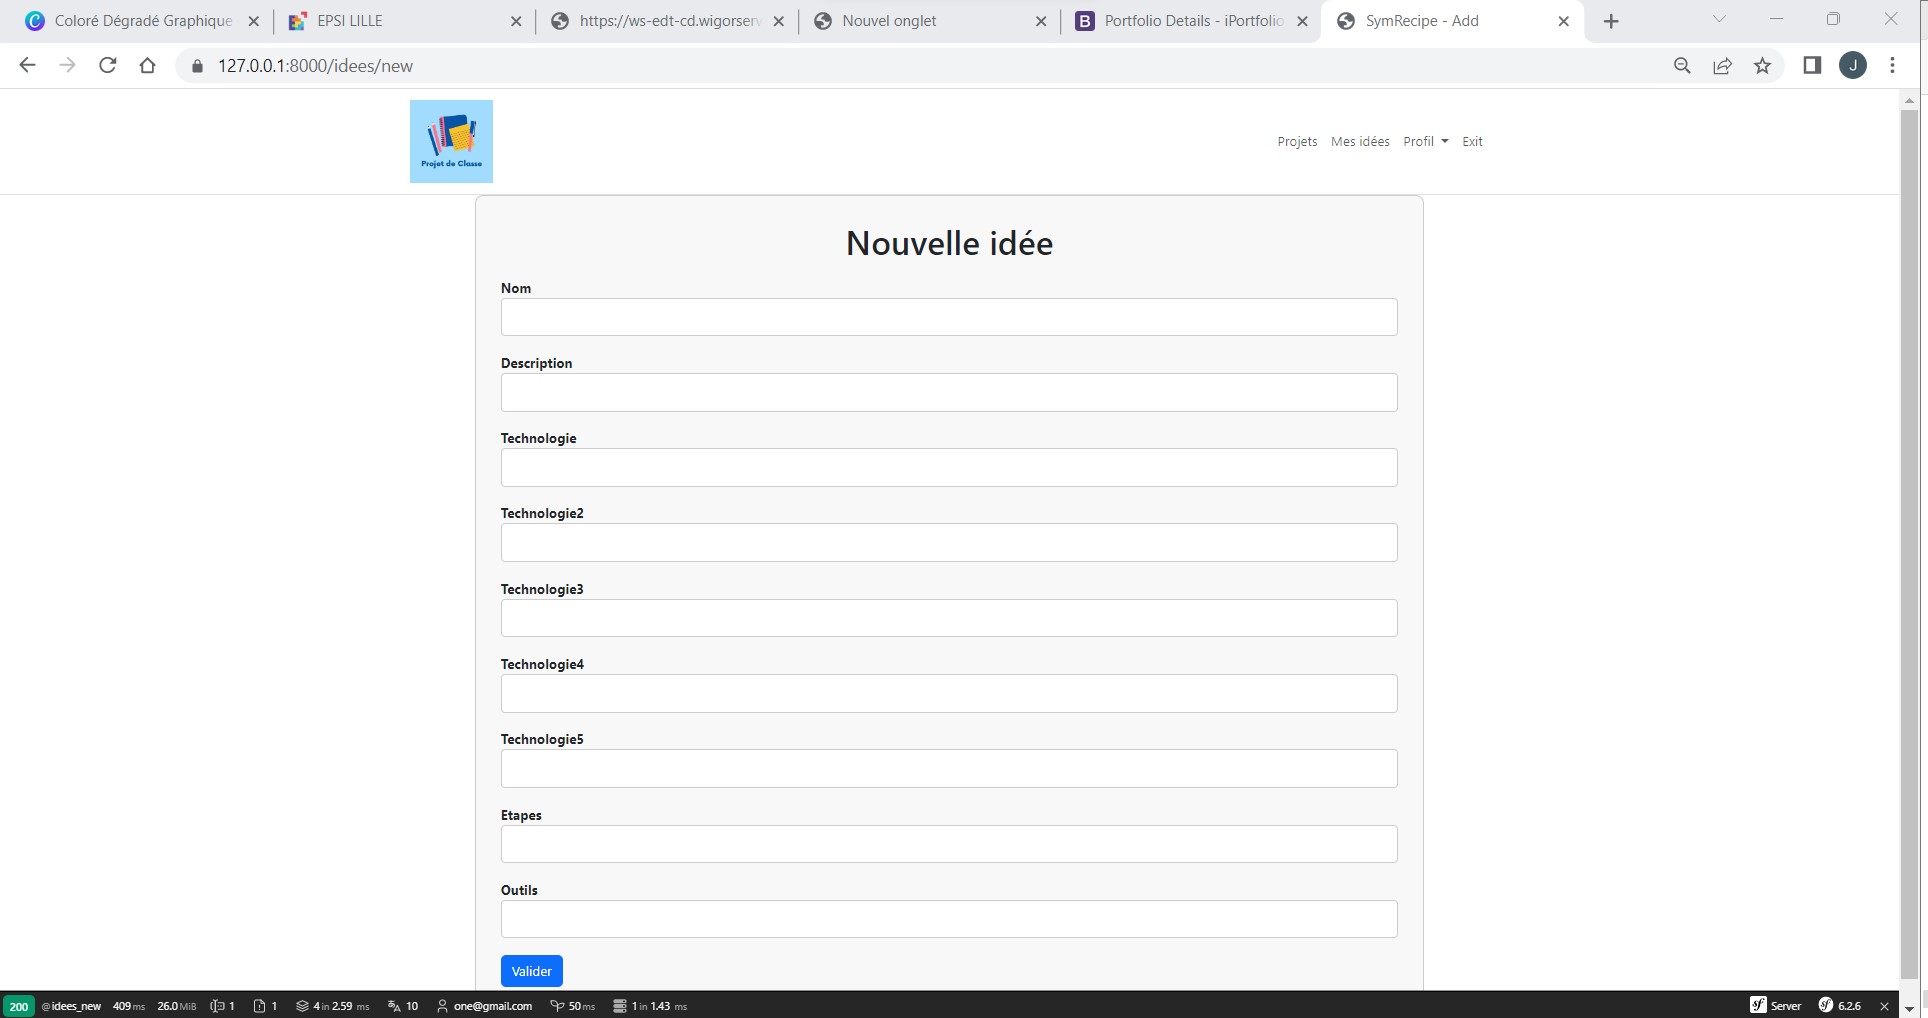 Coloré Dégradé Graphique
EPSI LILLE
https://ws-edt-cd.wigorserv
Nouvel onglet
Portfolio Details - iPortfolio
SymRecipe - Add
127.0.0.1:8000/idees/new
J
Projet de Classe
Projets
Mes idées
Profil
Exit
Nouvelle idée
Nom
Description
Technologie
Technologie2
Technologie3
Technologie4
Technologie5
Etapes
Outils
Valider
200 @idees_new 409 ms 26.0 MiB 1 1 4 in 2.59 ms 10 one@gmail.com 50 ms 1 in 1.43 ms Server 6.2.6